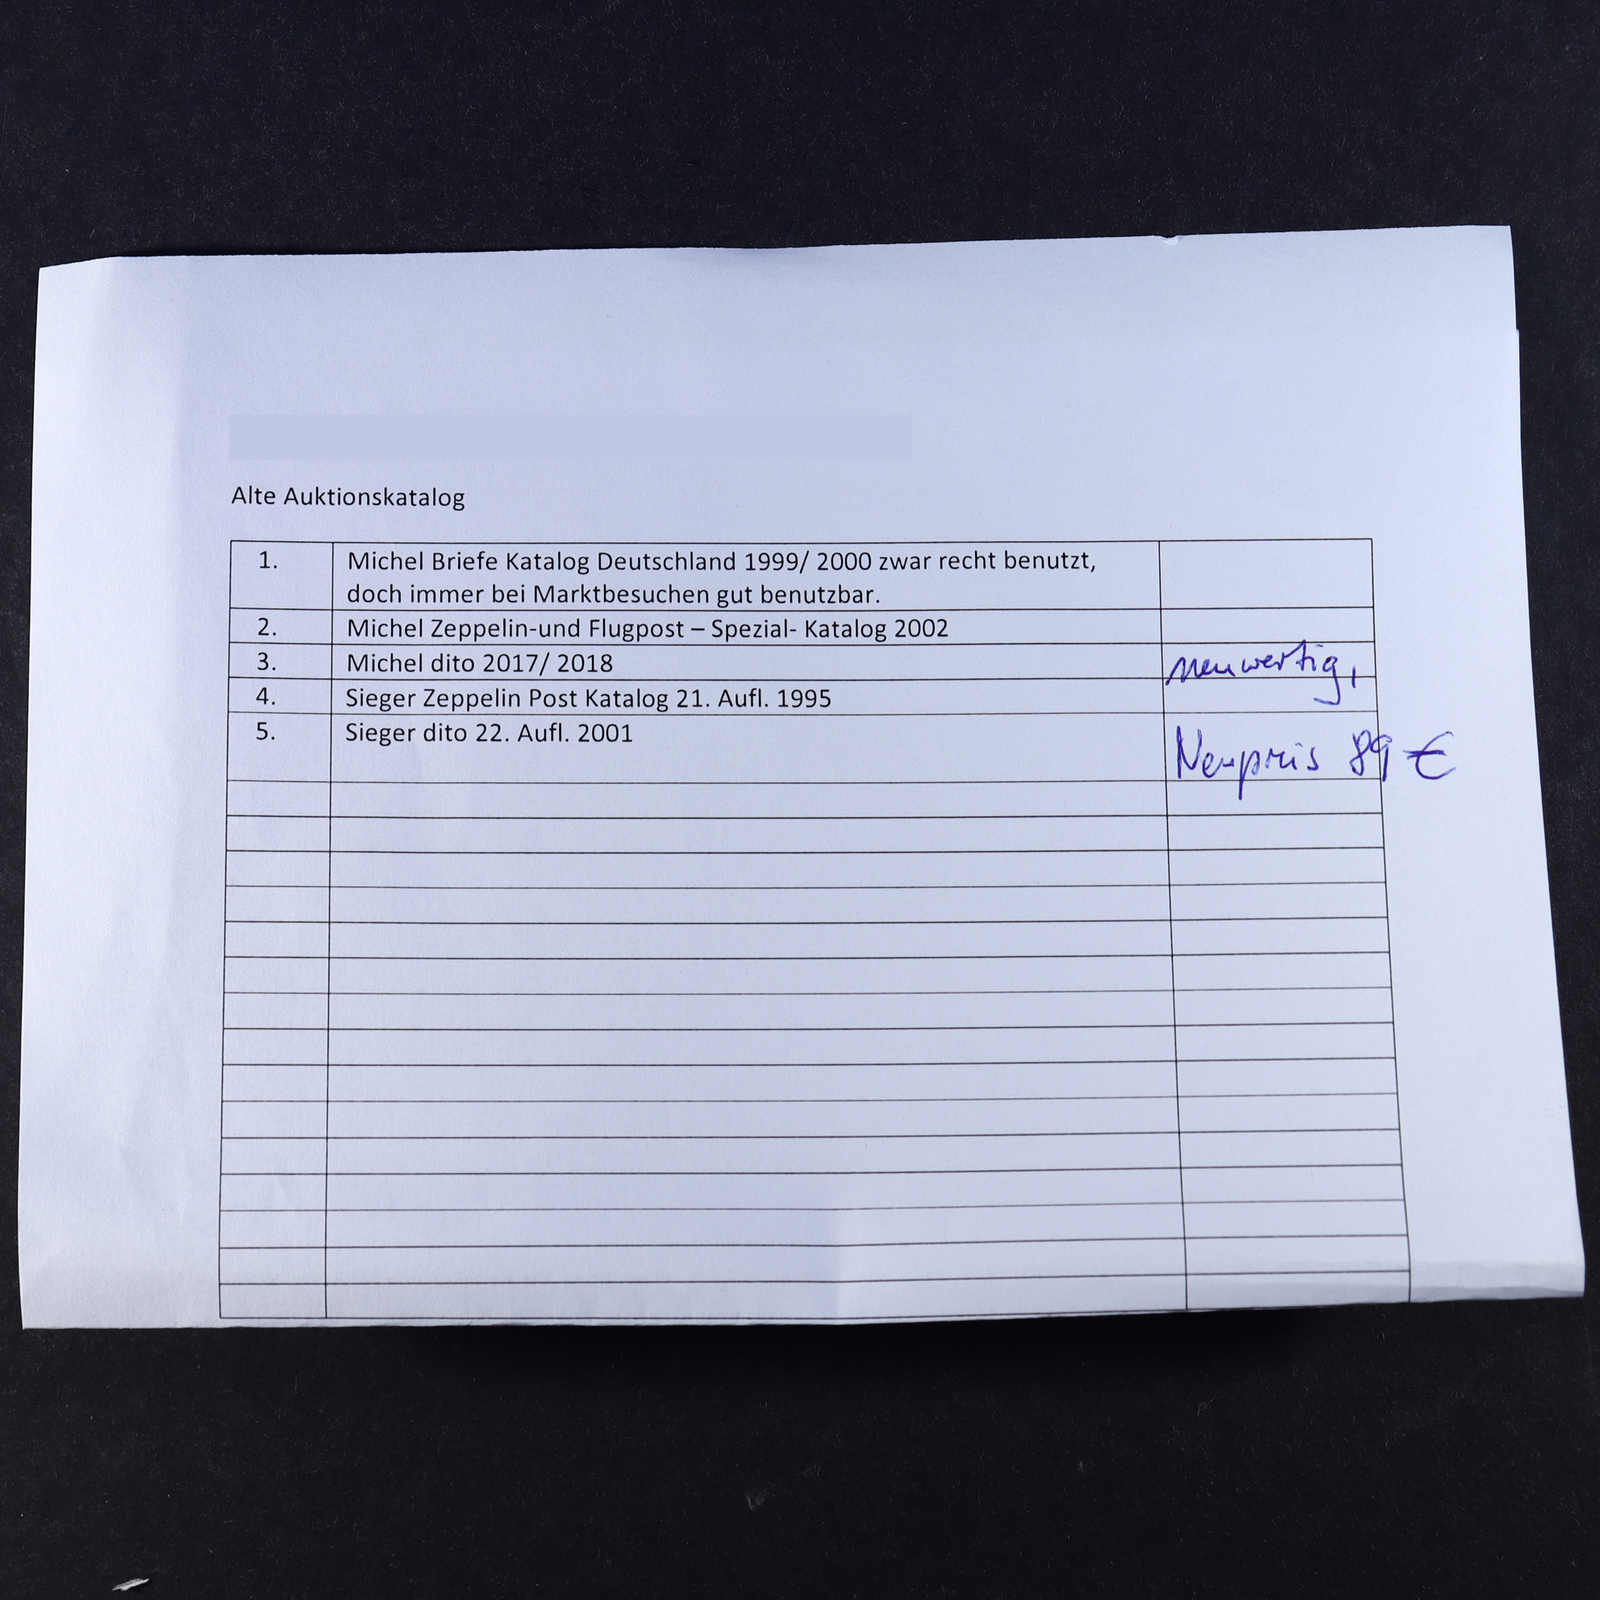 Alte Auktionskatalog
1. Michel Briefe Katalog Deutschland 1999/ 2000 zwar recht benutzt,
doch immer bei Marktbesuchen gut benutzbar.
2. Michel Zeppelin-und Flugpost – Spezial- Katalog 2002
3. Michel dito 2017/ 2018 neuwertig,
4. Sieger Zeppelin Post Katalog 21. Aufl. 1995
5. Sieger dito 22. Aufl. 2001
Neupreis 89 €